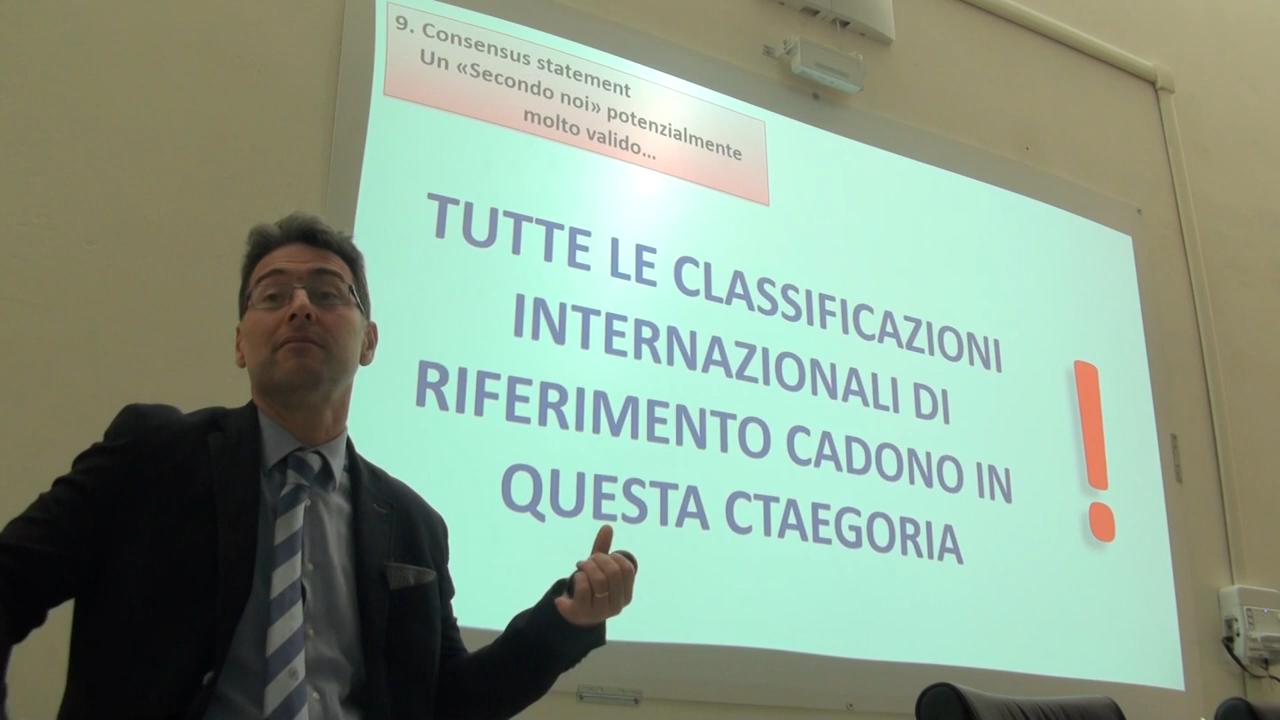 9. Consensus statement
Un «Secondo noi» potenzialmente
molto valido...
TUTTE LE CLASSIFICAZIONI
INTERNAZIONALI DI
RIFERIMENTO CADONO IN
QUESTA CTAEGORIA
!